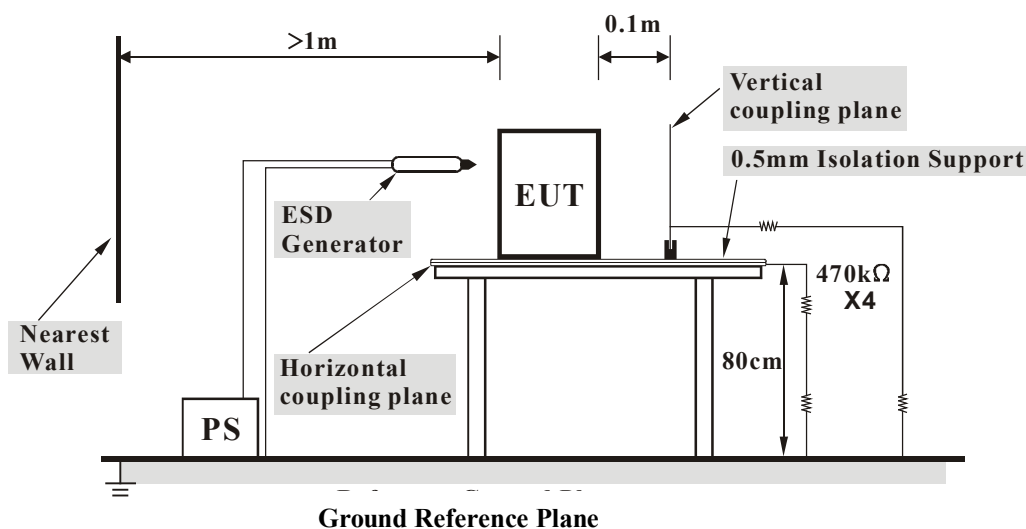 >1m
0.1m
Vertical
coupling plane
0.5mm Isolation Support
EUT
ESD
Generator
470kΩ
X4
Nearest
Wall
Horizontal
coupling plane
80cm
PS
Ground Reference Plane